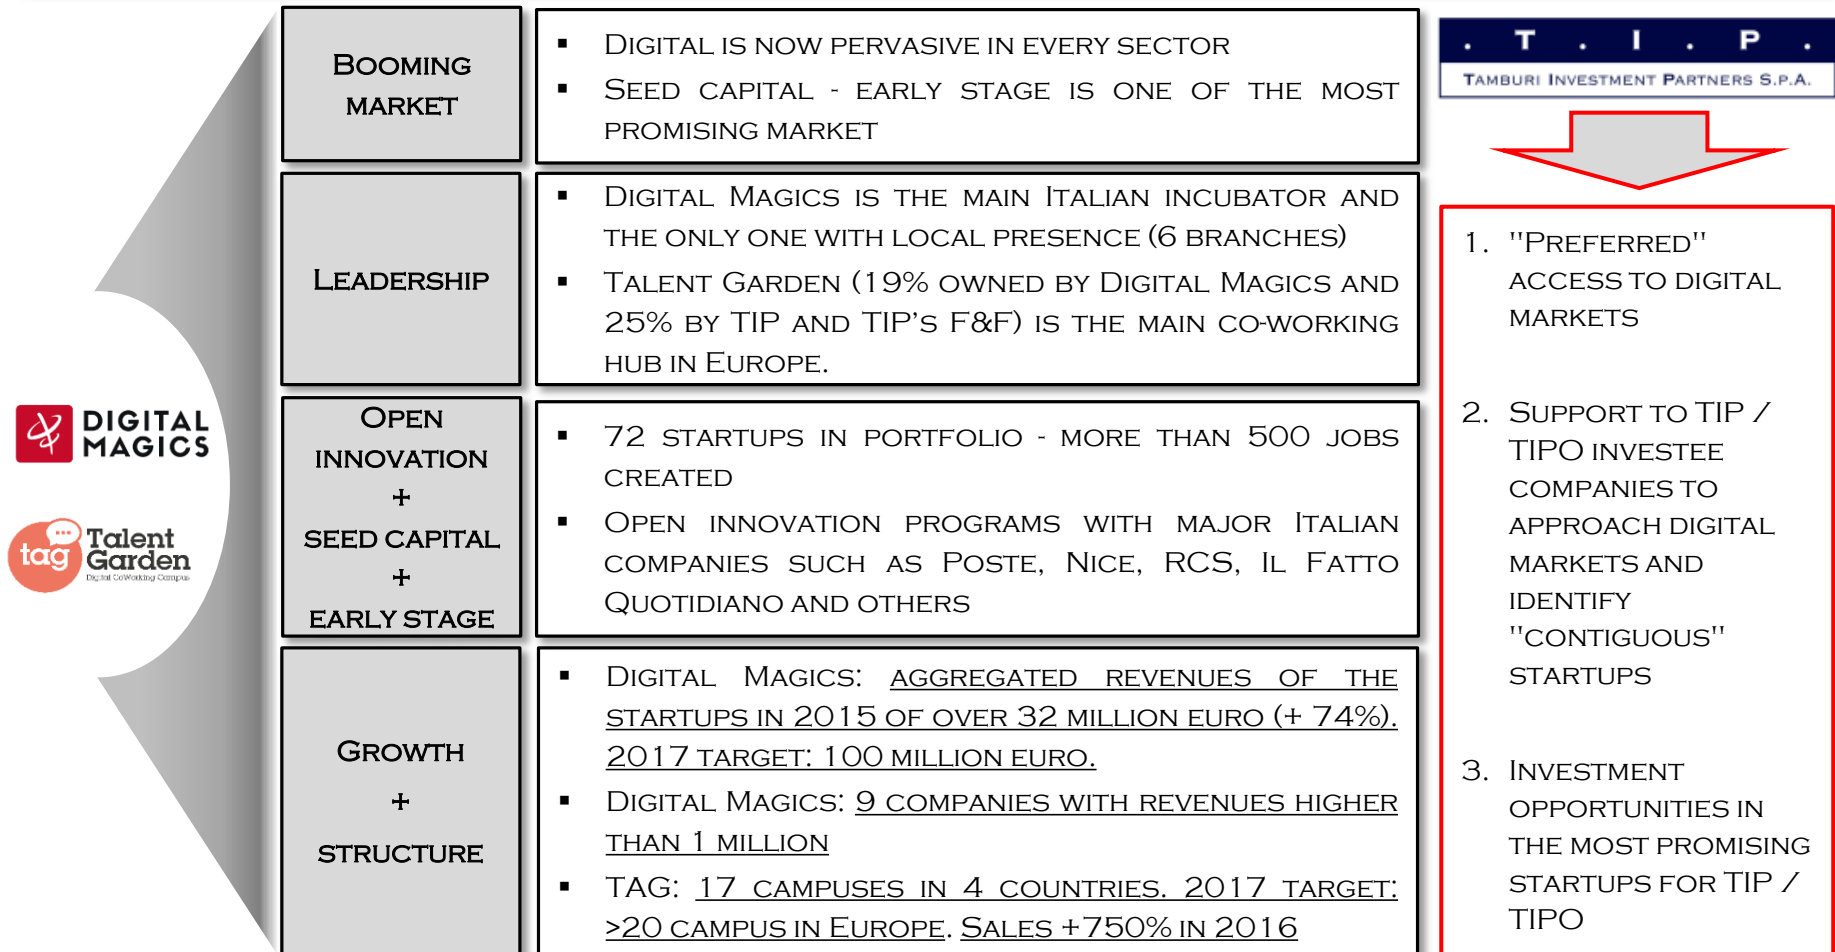 BOOMING
MARKET
▪ DIGITAL IS NOW PERVASIVE IN EVERY SECTOR
▪ SEED CAPITAL - EARLY STAGE IS ONE OF THE MOST
PROMISING MARKET
LEADERSHIP
▪ DIGITAL MAGICS IS THE MAIN ITALIAN INCUBATOR AND
THE ONLY ONE WITH LOCAL PRESENCE (6 BRANCHES)
▪ TALENT GARDEN (19% OWNED BY DIGITAL MAGICS AND
25% BY TIP AND TIP'S F&F) IS THE MAIN CO-WORKING
HUB IN EUROPE.
DIGITAL
MAGICS
tag
Talent
Garden
Digital CoWorking Campus
OPEN
INNOVATION
+
SEED CAPITAL
+
EARLY STAGE
▪ 72 STARTUPS IN PORTFOLIO - MORE THAN 500 JOBS
CREATED
▪ OPEN INNOVATION PROGRAMS WITH MAJOR ITALIAN
COMPANIES SUCH AS POSTE, NICE, RCS, IL FATTO
QUOTIDIANO AND OTHERS
GROWTH
+
STRUCTURE
▪ DIGITAL MAGICS: AGGREGATED REVENUES OF THE
STARTUPS IN 2015 OF OVER 32 MILLION EURO (+ 74%).
2017 TARGET: 100 MILLION EURO.
▪ DIGITAL MAGICS: 9 COMPANIES WITH REVENUES HIGHER
THAN 1 MILLION
▪ TAG: 17 CAMPUSES IN 4 COUNTRIES. 2017 TARGET:
>20 CAMPUS IN EUROPE. SALES +750% IN 2016
. T . I . P .
TAMBURI INVESTMENT PARTNERS S.P.A.
1. "PREFERRED"
ACCESS TO DIGITAL
MARKETS
2. SUPPORT TO TIP /
TIPO INVESTEE
COMPANIES TO
APPROACH DIGITAL
MARKETS AND
IDENTIFY
"CONTIGUOUS"
STARTUPS
3. INVESTMENT
OPPORTUNITIES IN
THE MOST PROMISING
STARTUPS FOR TIP /
TIPO